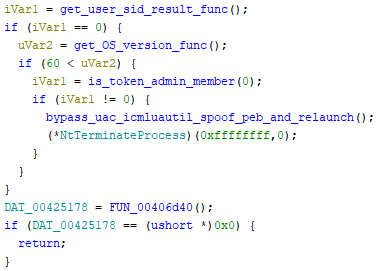 iVar1 = get_user_sid_result_func();
if (iVar1 == 0) {
  uVar2 = get_OS_version_func();
  if (60 < uVar2) {
    iVar1 = is_token_admin_member(0);
    if (iVar1 != 0) {
      bypass_uac_icmluautil_spoof_peb_and_relaunch();
      (*NtTerminateProcess)(0xffffffff,0);
    }
  }
}
DAT_00425178 = FUN_00406d40();
if (DAT_00425178 == (ushort *)0x0) {
  return;
}